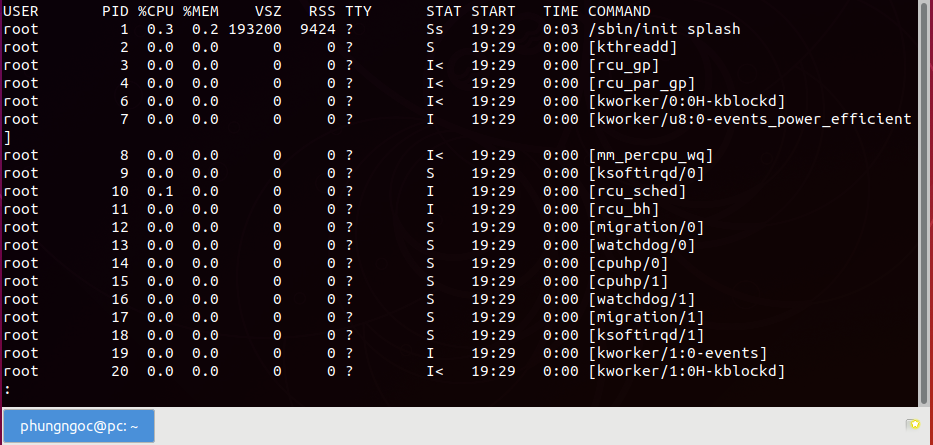 USER       PID %CPU %MEM    VSZ   RSS TTY      STAT START   TIME COMMAND
root         1  0.3  0.2 193200  9424 ?        Ss   19:29   0:03 /sbin/init splash
root         2  0.0  0.0      0     0 ?        S    19:29   0:00 [kthreadd]
root         3  0.0  0.0      0     0 ?        I<   19:29   0:00 [rcu_gp]
root         4  0.0  0.0      0     0 ?        I<   19:29   0:00 [rcu_par_gp]
root         6  0.0  0.0      0     0 ?        I<   19:29   0:00 [kworker/0:0H-kblockd]
root         7  0.0  0.0      0     0 ?        I    19:29   0:00 [kworker/u8:0-events_power_efficient
]
root         8  0.0  0.0      0     0 ?        I<   19:29   0:00 [mm_percpu_wq]
root         9  0.0  0.0      0     0 ?        S    19:29   0:00 [ksoftirqd/0]
root        10  0.1  0.0      0     0 ?        I    19:29   0:00 [rcu_sched]
root        11  0.0  0.0      0     0 ?        I    19:29   0:00 [rcu_bh]
root        12  0.0  0.0      0     0 ?        S    19:29   0:00 [migration/0]
root        13  0.0  0.0      0     0 ?        S    19:29   0:00 [watchdog/0]
root        14  0.0  0.0      0     0 ?        S    19:29   0:00 [cpuhp/0]
root        15  0.0  0.0      0     0 ?        S    19:29   0:00 [cpuhp/1]
root        16  0.0  0.0      0     0 ?        S    19:29   0:00 [watchdog/1]
root        17  0.0  0.0      0     0 ?        S    19:29   0:00 [migration/1]
root        18  0.0  0.0      0     0 ?        S    19:29   0:00 [ksoftirqd/1]
root        19  0.0  0.0      0     0 ?        I    19:29   0:00 [kworker/1:0-events]
root        20  0.0  0.0      0     0 ?        I<   19:29   0:00 [kworker/1:0H-kblockd]
:
phungngoc@pc: ~